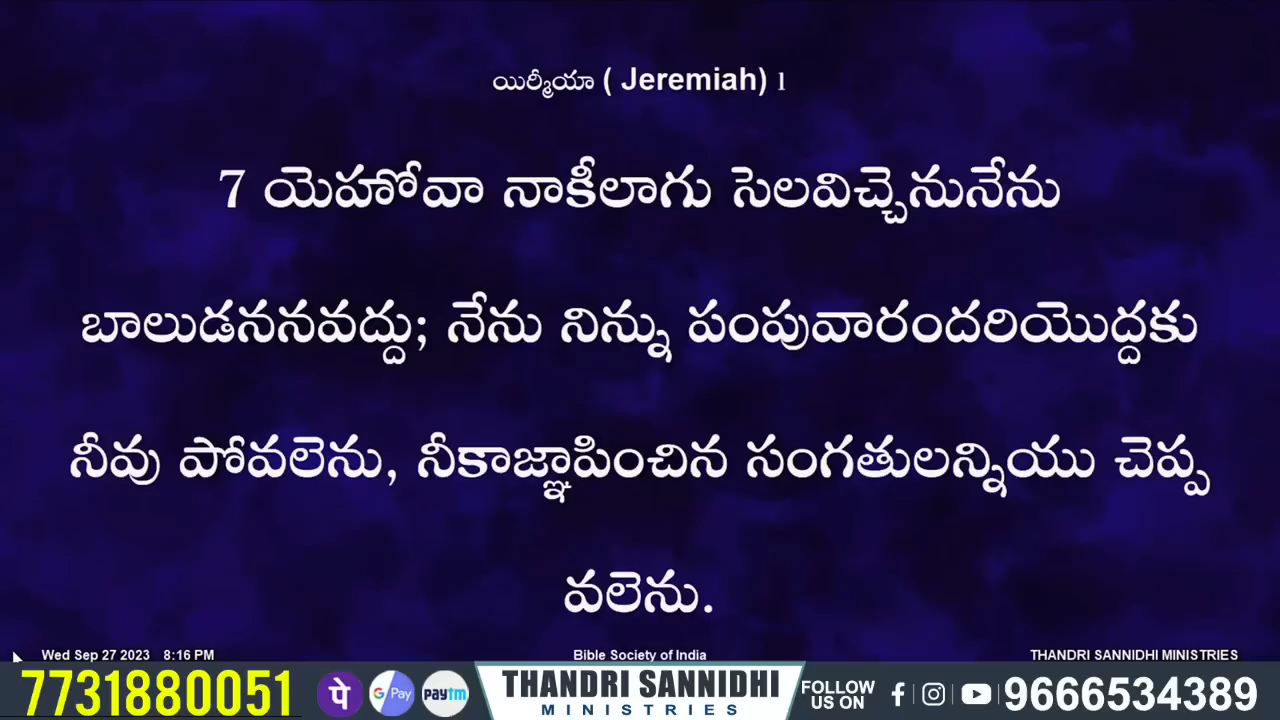 యిర్మీయా ( Jeremiah) 1
7 యెహోవా నాకీలాగు సెలవిచ్చెనునేను
బాలుడననవద్దు; నేను నిన్ను పంపువారందరియొద్దకు
నీవు పోవలెను, నీకాజ్ఞాపించిన సంగతులన్నియు చెప్ప
వలెను.
Wed Sep 27 2023 8:16 PM Bible Society of India THANDRI SANNIDHI MINISTRIES
7731880051 पे G Pay paytm THANDRI SANNIDHI FOLLOW 9666534389
MINISTRIES US ON